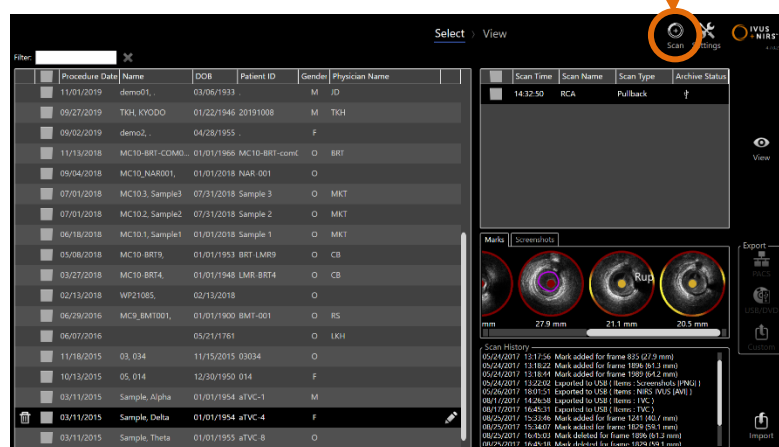 Select › View
Scan Settings
IVUS
NIRS
Filter:
Procedure Date Name DOB Patient ID Gender Physician Name
11/01/2019 demo01, . 03/06/1933 . M JD
09/27/2019 TKH, KYODO 01/22/1946 20191008 M TKH
09/02/2019 demo2, . 04/28/1955 . F
11/13/2018 MC10-BRT-COM0... 01/01/1966 MC10-BRT-com( O BRT
09/04/2018 MC10_NAR001, 01/01/2018 NAR-001 O
07/01/2018 MC10.3, Sample3 07/31/2018 Sample 3 O MKT
07/01/2018 MC10.2, Sample2 07/31/2018 Sample 2 O MKT
06/18/2018 MC10.1, Sample1 01/01/2018 Sample 1 O MKT
05/08/2018 MC10-BRT9, 01/01/1953 BRT-LMR9 O CB
03/27/2018 MC10-BRT4, 01/01/1948 LMR-BRT4 O CB
02/13/2018 WP21085, 02/13/2018 O
06/29/2016 MC9_BMT001, 01/01/1900 BMT-001 O RS
06/07/2016 05/21/1761 O LKH
11/18/2015 03, 034 11/15/2015 03034 O
10/13/2015 05, 014 12/30/1950 014 F
03/11/2015 Sample, Alpha 01/01/1954 aTVC-1 M
03/11/2015 Sample, Delta 01/01/1954 aTVC-4 F
03/11/2015 Sample, Theta 01/01/1955 aTVC-8 O
Scan Time Scan Name Scan Type Archive Status
14:32:50 RCA Pullback
View
Marks Screenshots
Rup
mm 27.9 mm 21.1 mm 20.5 mm
Scan History
05/24/2017 13:17:56 Mark added for frame 835 (27.9 mm)
05/24/2017 13:18:22 Mark added for frame 1896 (61.3 mm)
05/24/2017 13:18:44 Mark added for frame 1989 (64.2 mm)
05/24/2017 13:22:02 Exported to USB ( Items : Screenshots (PNG) )
05/26/2017 18:01:51 Exported to USB ( Items : NIRS-IVUS (AVI) )
08/17/2017 14:26:58 Exported to USB ( Items : TVC )
08/17/2017 16:45:31 Exported to USB ( Items : TVC )
08/25/2017 15:33:46 Mark added for frame 1241 (40.7 mm)
08/25/2017 15:34:07 Mark added for frame 1829 (59.1 mm)
08/25/2017 16:45:03 Mark deleted for frame 1896 (61.3 mm)
08/25/2017 16:45:18 Mark deleted for frame 1829 (59.1 mm)
Export
PACS
USB/DVD
Custom
Import